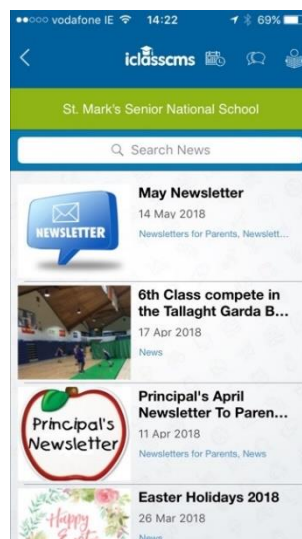 vodafone IE 14:22 69%
iclasscms
St. Mark's Senior National School
Search News
May Newsletter
14 May 2018
Newsletters for Parents, Newslett...
NEWSLETTER
6th Class compete in
the Tallaght Garda B...
17 Apr 2018
News
Principal's April
Newsletter To Paren...
11 Apr 2018
Newsletters for Parents, News
Principal's
Newsletter
Easter Holidays 2018
26 Mar 2018
News
Happy